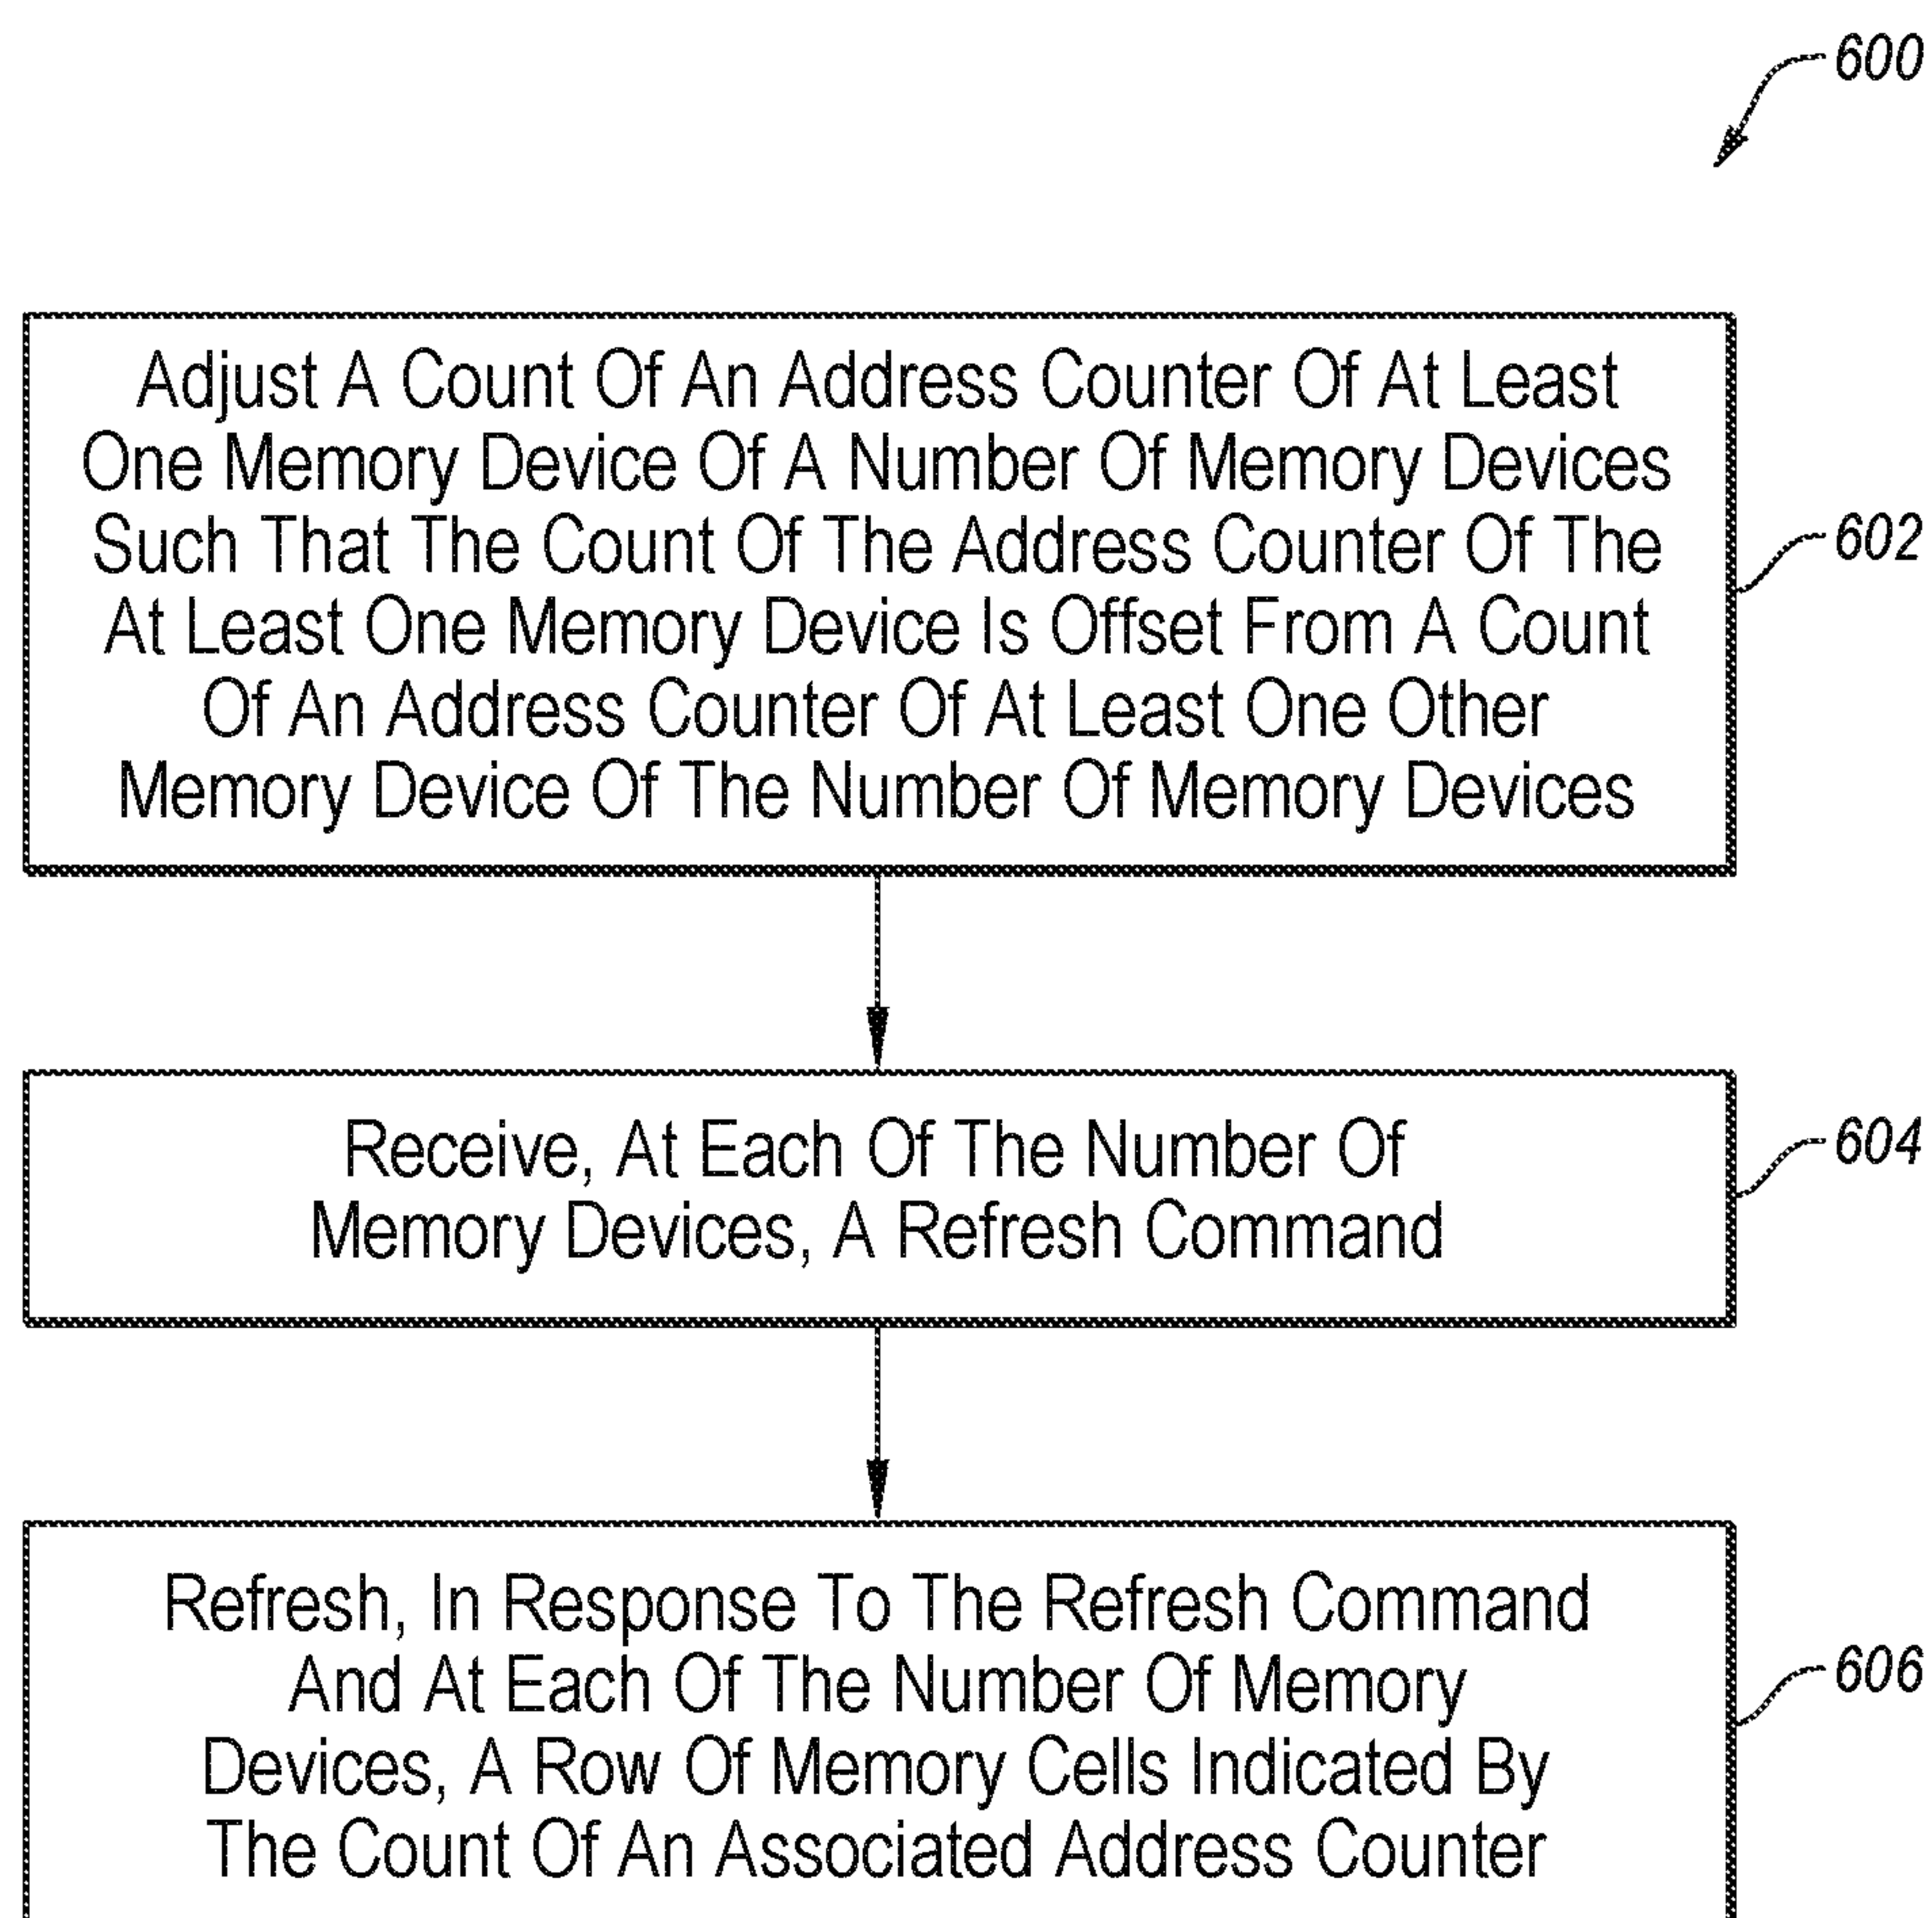 600
Adjust A Count Of An Address Counter Of At Least
One Memory Device Of A Number Of Memory Devices
Such That The Count Of The Address Counter Of The
At Least One Memory Device Is Offset From A Count
Of An Address Counter Of At Least One Other
Memory Device Of The Number Of Memory Devices
602
Receive, At Each Of The Number Of
Memory Devices, A Refresh Command
604
Refresh, In Response To The Refresh Command
And At Each Of The Number Of Memory
Devices, A Row Of Memory Cells Indicated By
The Count Of An Associated Address Counter
606